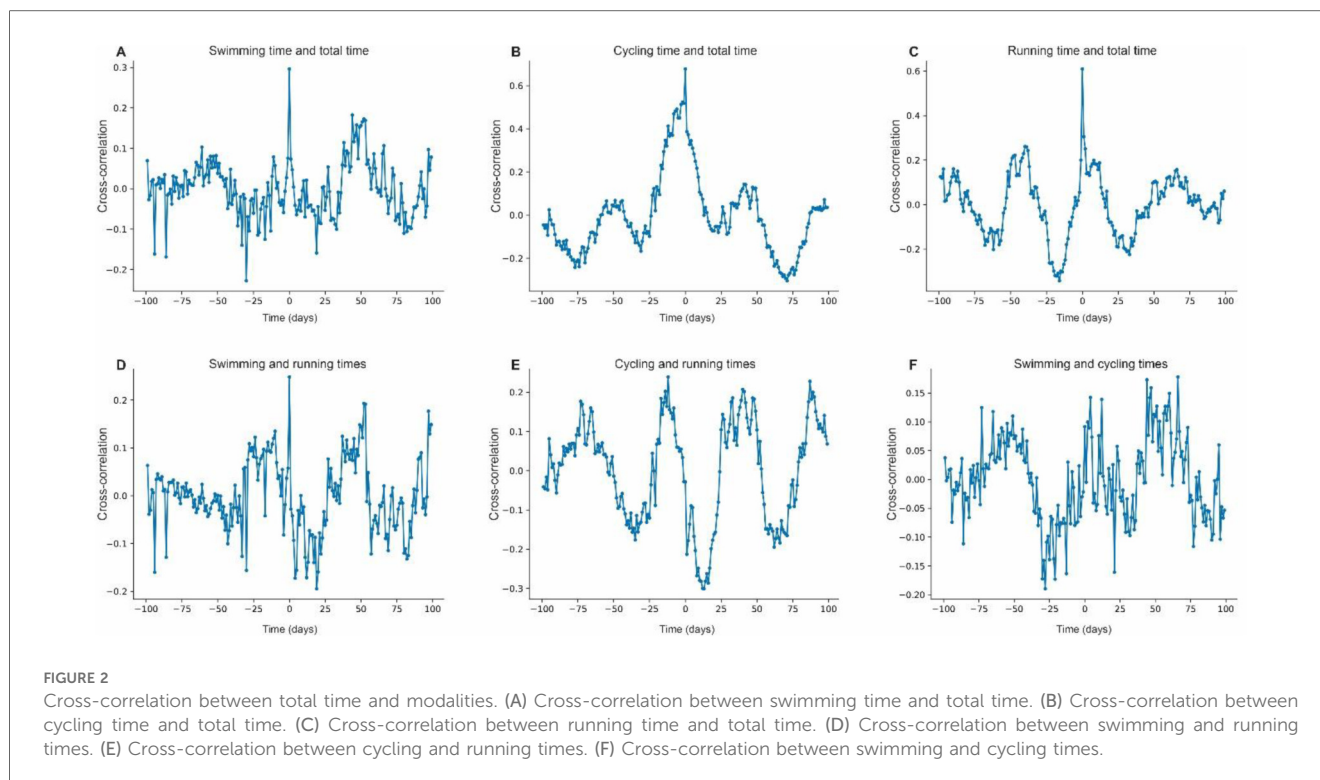 A Swimming time and total time
0.3
0.2
0.1
0.0
−0.1
−0.2
Cross-correlation
−100 −75 −50 −25 0 25 50 75 100
Time (days)
B Cycling time and total time
0.6
0.4
0.2
0.0
−0.2
Cross-correlation
−100 −75 −50 −25 0 25 50 75 100
Time (days)
C Running time and total time
0.6
0.4
0.2
0.0
−0.2
Cross-correlation
−100 −75 −50 −25 0 25 50 75 100
Time (days)
D Swimming and running times
0.2
0.1
0.0
−0.1
−0.2
Cross-correlation
−100 −75 −50 −25 0 25 50 75 100
Time (days)
E Cycling and running times
0.2
0.1
0.0
−0.1
−0.2
−0.3
Cross-correlation
−100 −75 −50 −25 0 25 50 75 100
Time (days)
F Swimming and cycling times
0.15
0.10
0.05
0.00
−0.05
−0.10
−0.15
−0.20
Cross-correlation
−100 −75 −50 −25 0 25 50 75 100
Time (days)
FIGURE 2
Cross-correlation between total time and modalities. (A) Cross-correlation between swimming time and total time. (B) Cross-correlation between
cycling time and total time. (C) Cross-correlation between running time and total time. (D) Cross-correlation between swimming and running
times. (E) Cross-correlation between cycling and running times. (F) Cross-correlation between swimming and cycling times.